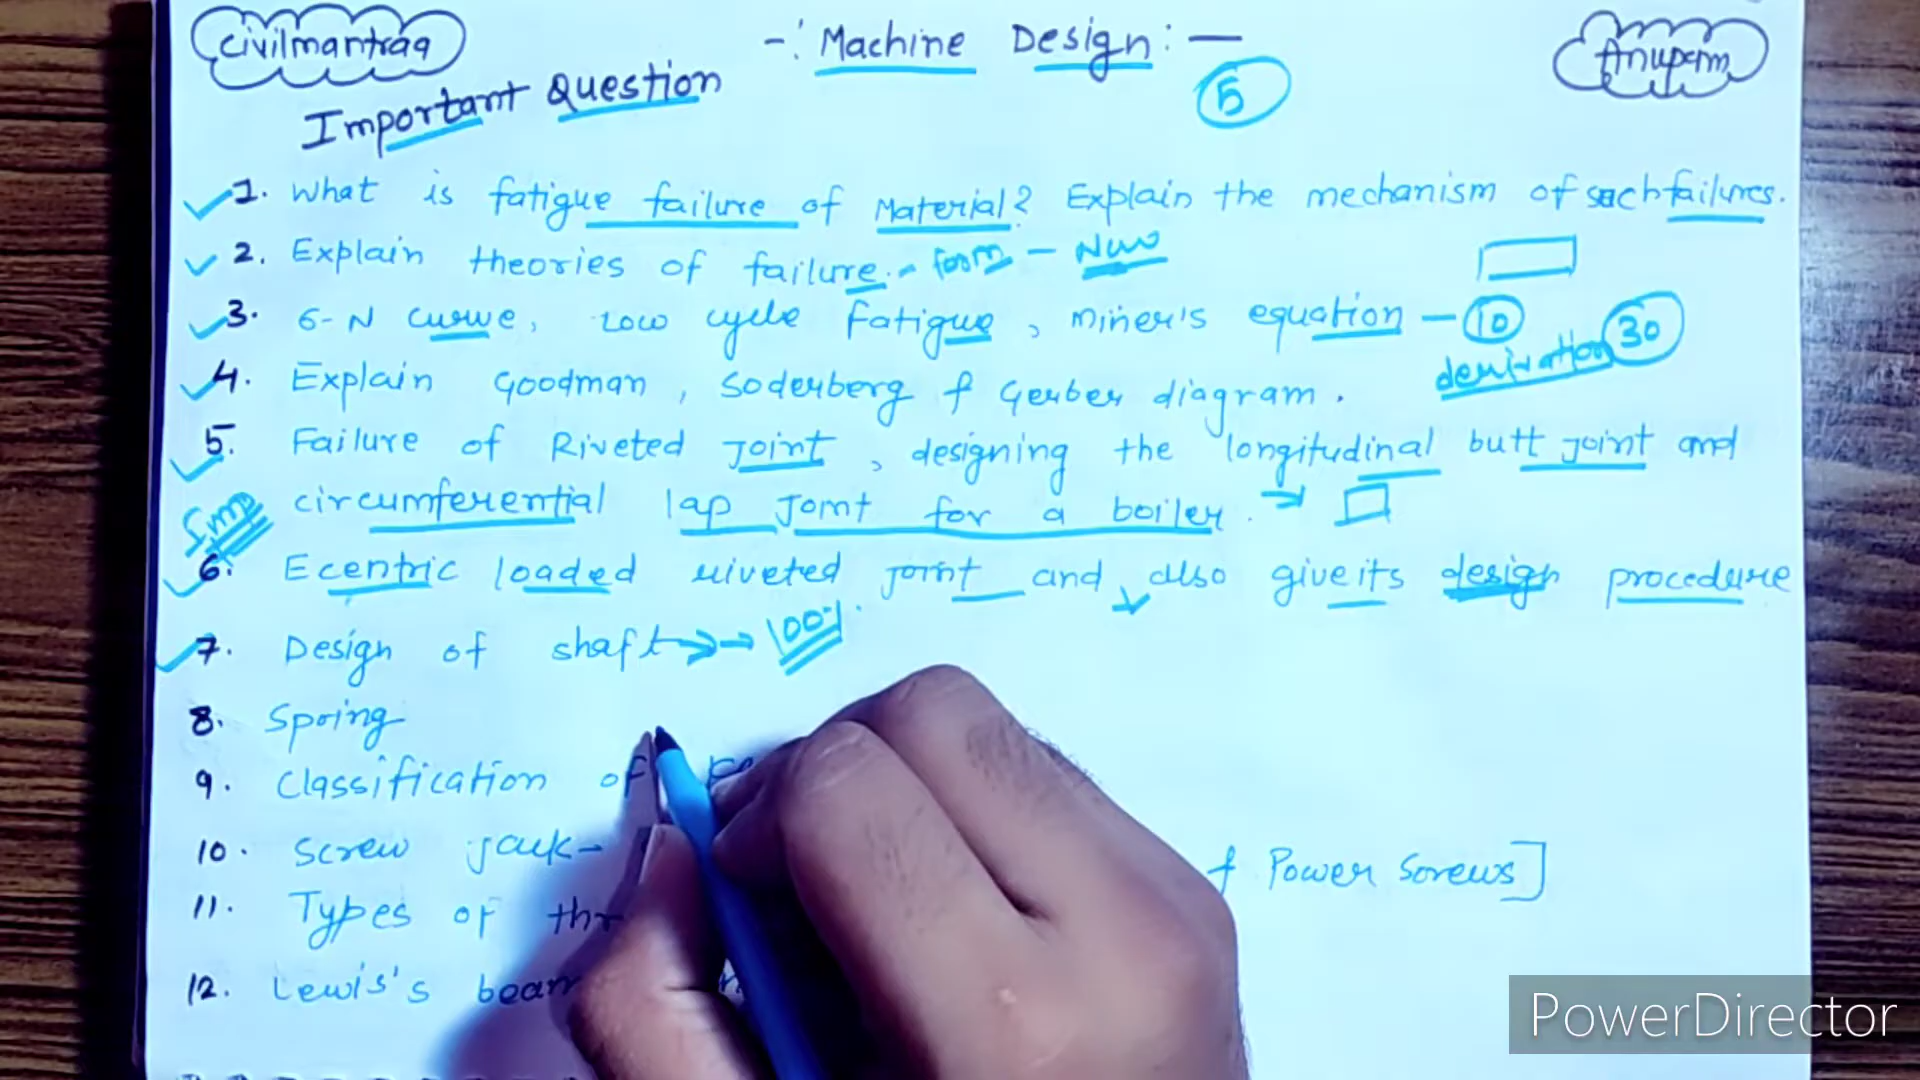 civilmantraa
-: Machine Design: —
Anupam
Important Question
5
1. What is fatigue failure of Material? Explain the mechanism of such failures.
2. Explain theories of failure. - Form - Num
3. 6-N curve, Low cycle Fatigue, Miner's equation - 10
derivation 30
4. Explain Goodman, Soderberg f Gerber diagram.
5. Failure of Riveted Joint, designing the longitudinal butt joint and
Imp circumferential lap Joint for a boiler. →
6. Ecentric loaded riveted joint and also give its design procedure
7. Design of shaft → → 100%.
8. Spring
9. Classification of
10. Screw jack - f Power Screws]
11. Types of thr
12. Lewis's beam
PowerDirector